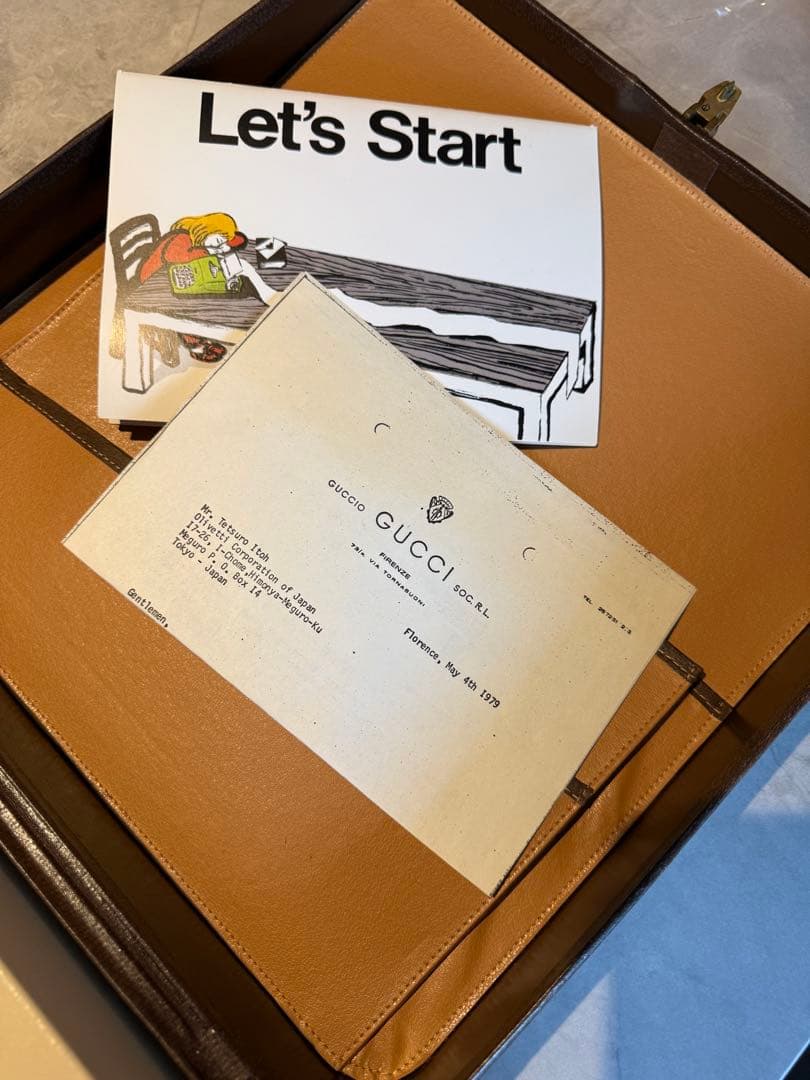 Let's Start
GUCCIO GUCCI SOC. R.L.
FIRENZE
73/R. VIA TORNABUONI
Mr. Tetsuro Itoh
Olivetti Corporation of Japan
17-26, I-Chome,Himonya-Meguro-Ku
Meguro P. O. Box 14
Tokyo - Japan
Florence, May 4th 1979
Gentlemen,